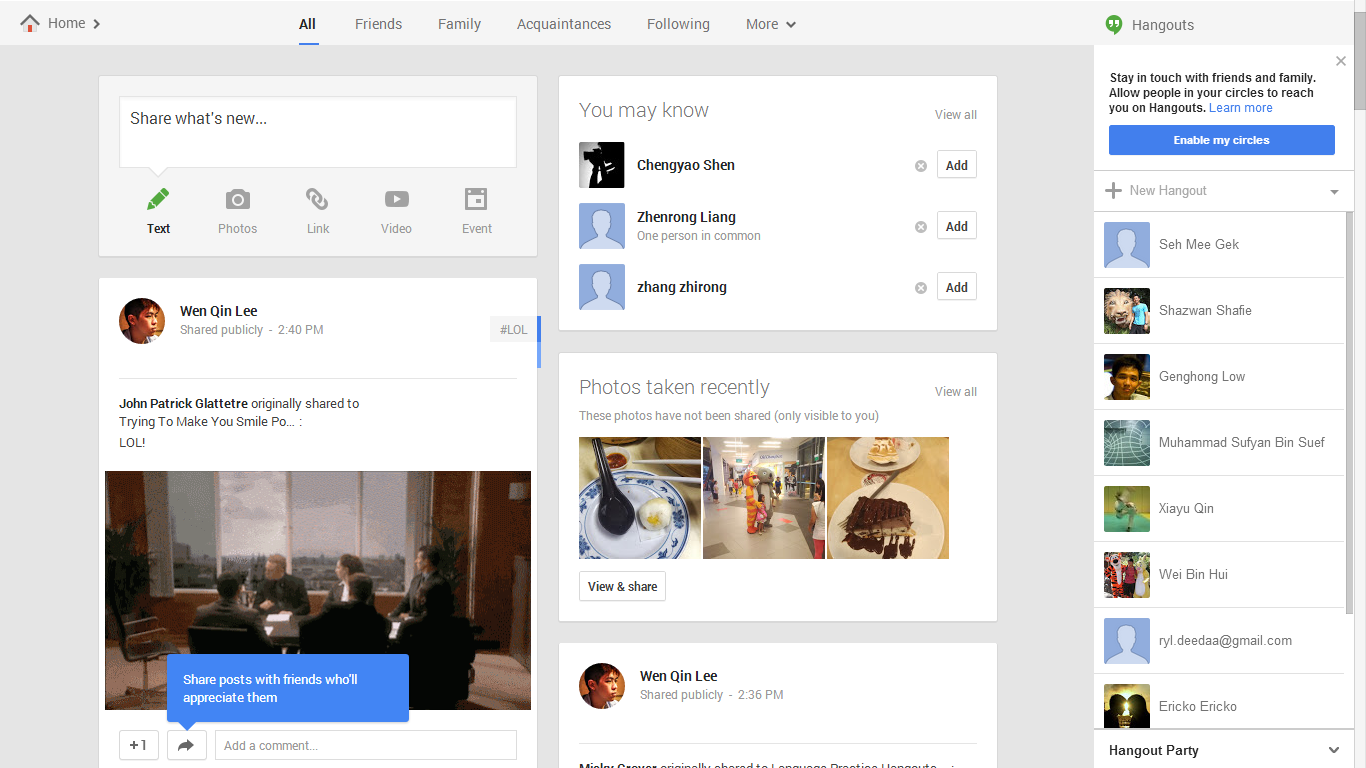 Home
All
Friends
Family
Acquaintances
Following
More
Hangouts
Share what's new...
Text
Photos
Link
Video
Event
Wen Qin Lee
Shared publicly - 2:40 PM
#LOL
John Patrick Glattetre originally shared to
Trying To Make You Smile Po... :
LOL!
Share posts with friends who'll
appreciate them
+1
Add a comment...
You may know
View all
Chengyao Shen
Add
Zhenrong Liang
One person in common
Add
zhang zhirong
Add
Photos taken recently
View all
These photos have not been shared (only visible to you)
View & share
Wen Qin Lee
Shared publicly - 2:36 PM
originally shared to Language Practice Hangouts
Stay in touch with friends and family.
Allow people in your circles to reach
you on Hangouts. Learn more
Enable my circles
New Hangout
Seh Mee Gek
Shazwan Shafie
Genghong Low
Muhammad Sufyan Bin Suef
Xiayu Qin
Wei Bin Hui
ryl.deedaa@gmail.com
Ericko Ericko
Hangout Party